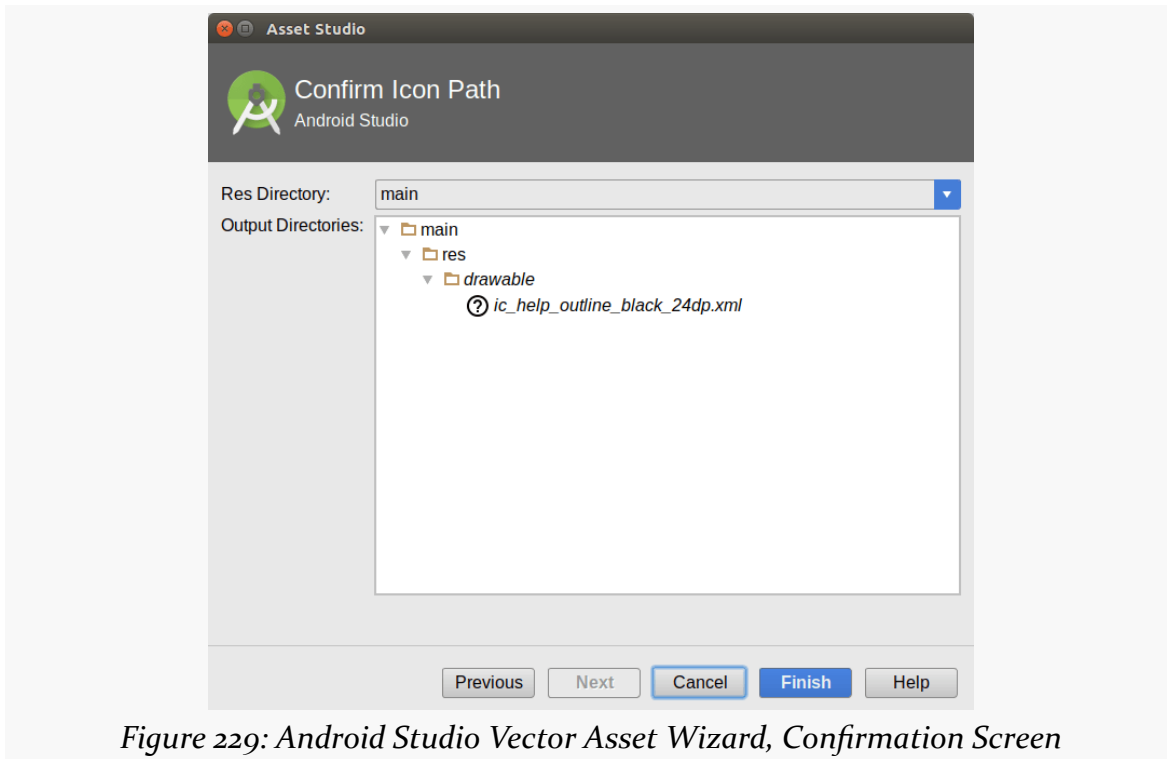 Asset Studio
Confirm Icon Path
Android Studio
Res Directory: main
Output Directories: main
res
drawable
ic_help_outline_black_24dp.xml
Previous Next Cancel Finish Help
Figure 229: Android Studio Vector Asset Wizard, Confirmation Screen